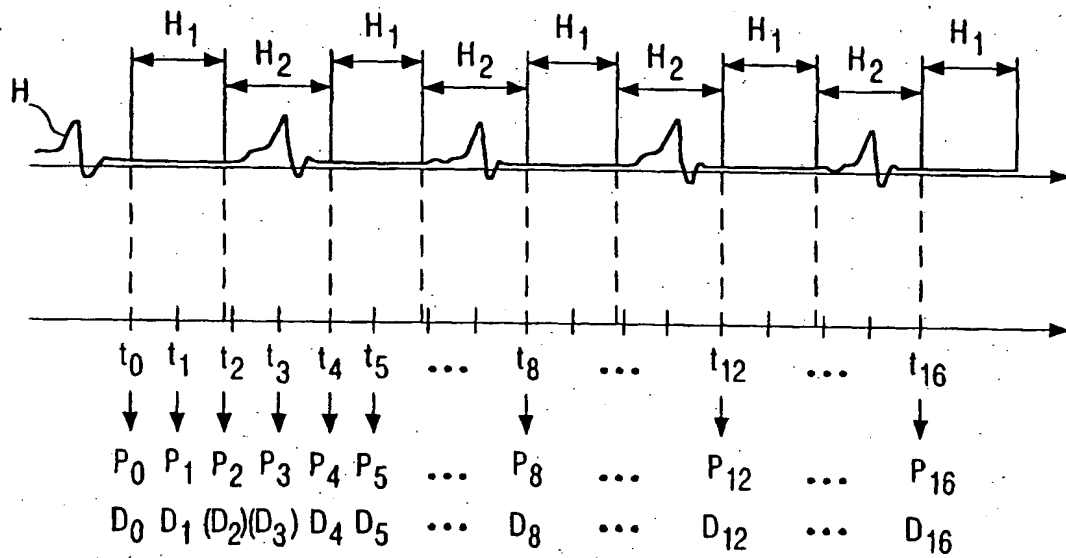 H₁ H₁ H₁ H₁ H₁
H₂ H₂ H₂ H₂
H
t₀ t₁ t₂ t₃ t₄ t₅ ••• t₈ ••• t₁₂ ••• t₁₆
P₀ P₁ P₂ P₃ P₄ P₅ ••• P₈ ••• P₁₂ ••• P₁₆
D₀ D₁ (D₂)(D₃) D₄ D₅ ••• D₈ ••• D₁₂ ••• D₁₆